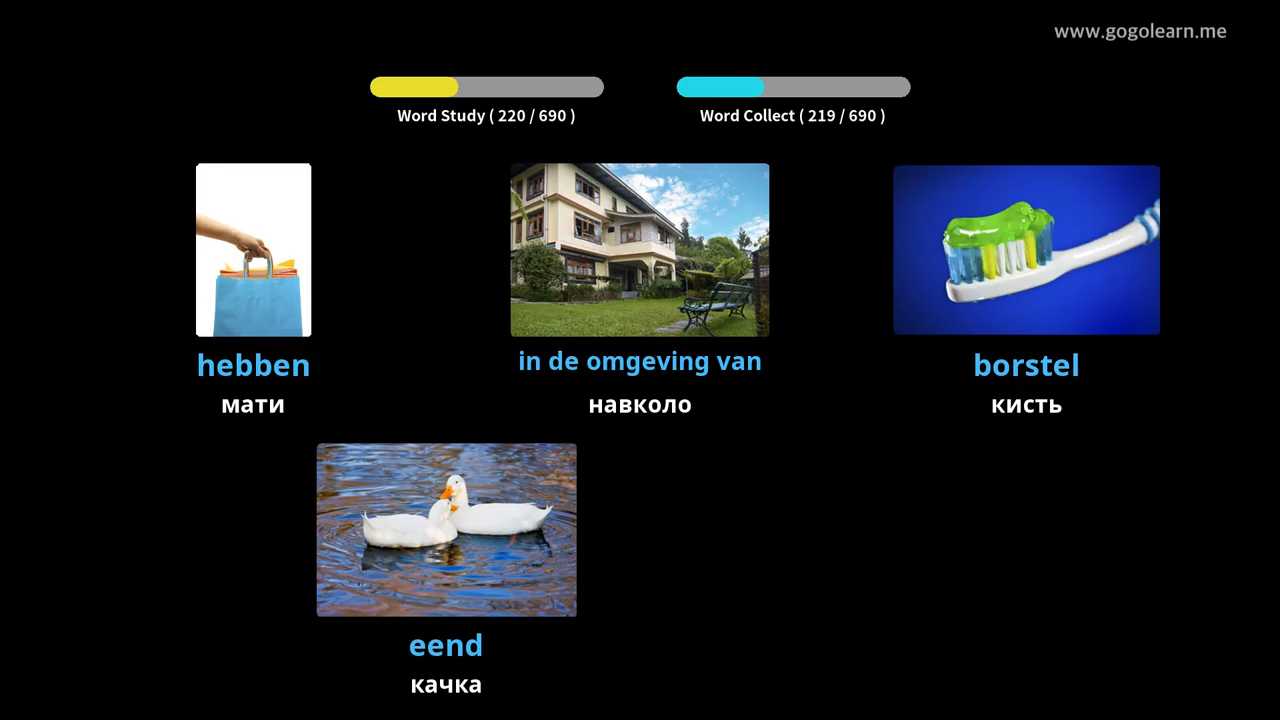 www.gogolearn.me
Word Study ( 220 / 690 )
Word Collect ( 219 / 690 )
hebben
мати
in de omgeving van
навколо
borstel
кисть
eend
качка